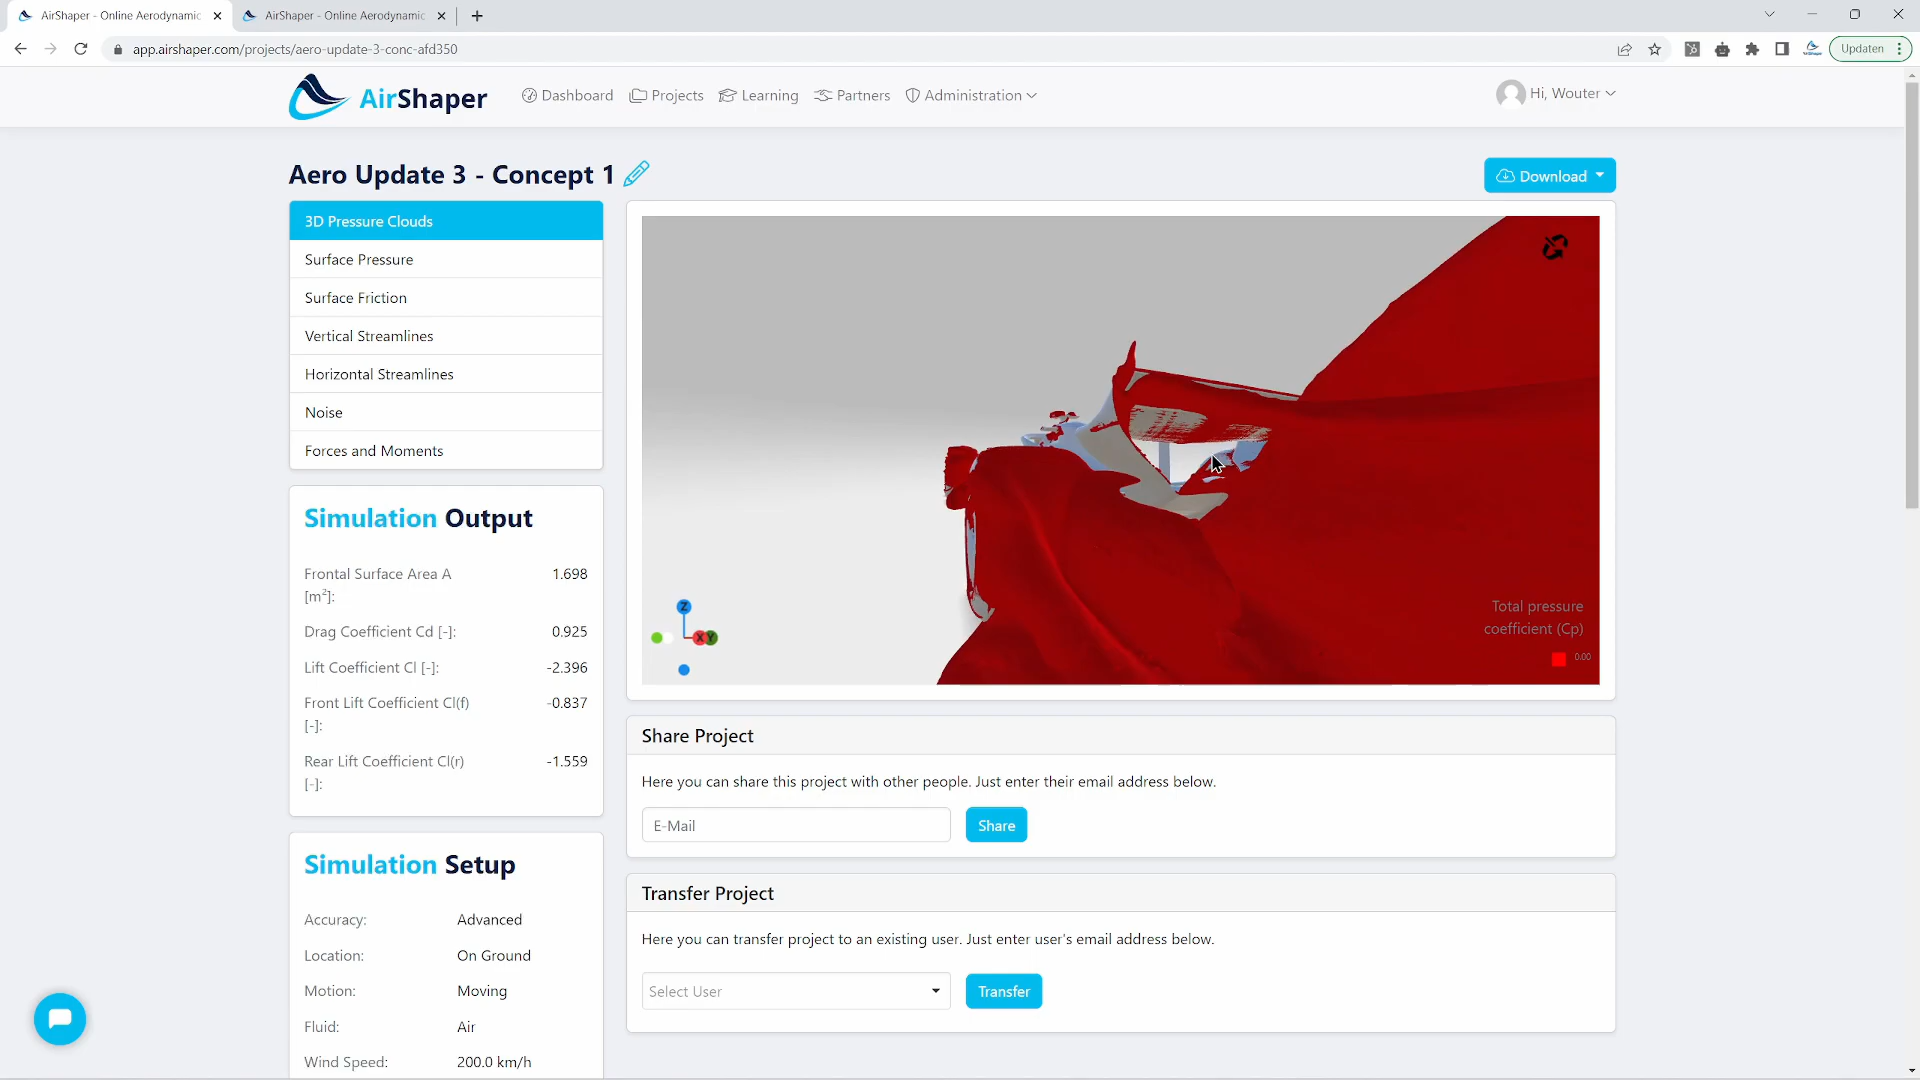 AirShaper - Online Aerodynamic
AirShaper - Online Aerodynamic
app.airshaper.com/projects/aero-update-3-conc-afd350
Updaten
AirShaper
Dashboard
Projects
Learning
Partners
Administration
Hi, Wouter
Aero Update 3 - Concept 1
Download
3D Pressure Clouds
Surface Pressure
Surface Friction
Vertical Streamlines
Horizontal Streamlines
Noise
Forces and Moments
Z
X
Y
Total pressure
coefficient (Cp)
0.00
Simulation Output
Frontal Surface Area A 1.698
[m²]:
Drag Coefficient Cd [-]: 0.925
Lift Coefficient Cl [-]: -2.396
Front Lift Coefficient Cl(f) -0.837
[-]:
Rear Lift Coefficient Cl(r) -1.559
[-]:
Simulation Setup
Accuracy: Advanced
Location: On Ground
Motion: Moving
Fluid: Air
Wind Speed: 200.0 km/h
Share Project
Here you can share this project with other people. Just enter their email address below.
E-Mail
Share
Transfer Project
Here you can transfer project to an existing user. Just enter user's email address below.
Select User
Transfer